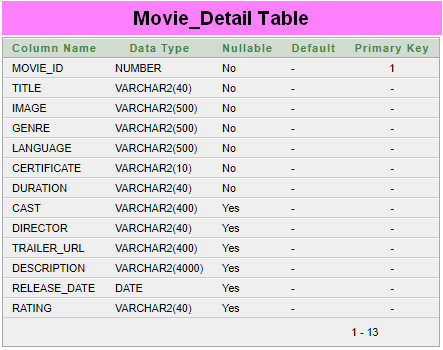 Movie_Detail Table
Column Name Data Type Nullable Default Primary Key
MOVIE_ID NUMBER No - 1
TITLE VARCHAR2(40) No - -
IMAGE VARCHAR2(500) No - -
GENRE VARCHAR2(500) No - -
LANGUAGE VARCHAR2(500) No - -
CERTIFICATE VARCHAR2(10) No - -
DURATION VARCHAR2(40) No - -
CAST VARCHAR2(400) Yes - -
DIRECTOR VARCHAR2(40) Yes - -
TRAILER_URL VARCHAR2(400) Yes - -
DESCRIPTION VARCHAR2(4000) Yes - -
RELEASE_DATE DATE Yes - -
RATING VARCHAR2(40) Yes - -
1 - 13